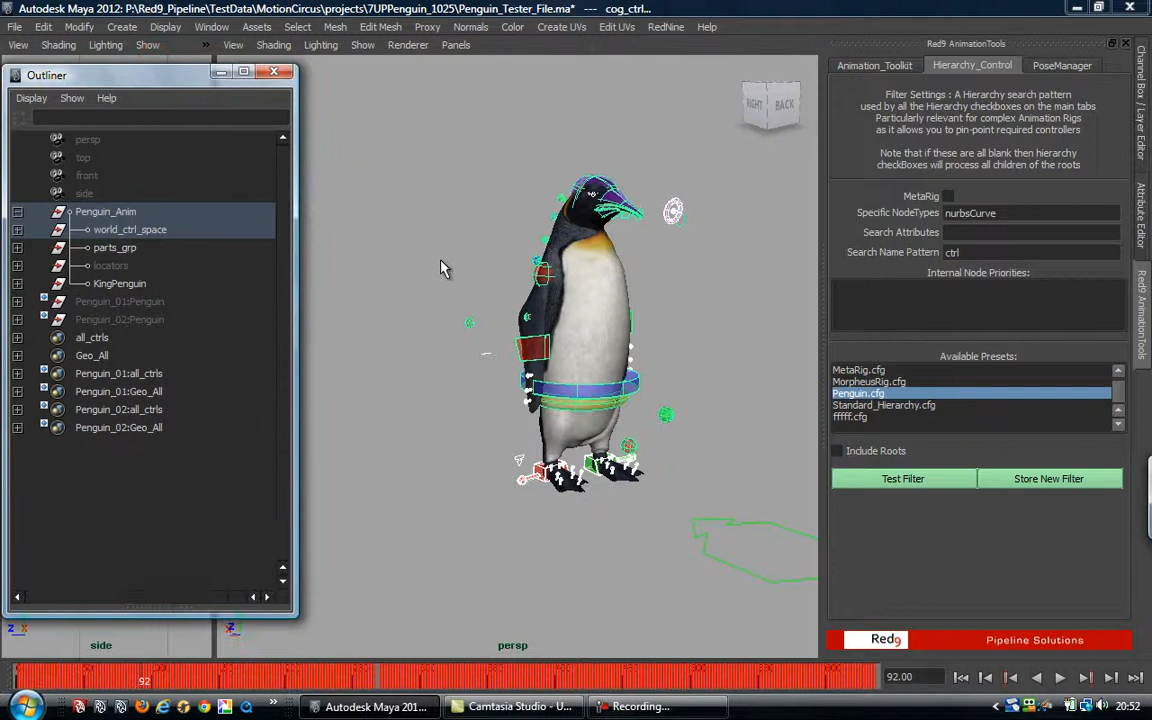 Autodesk Maya 2012: P:\Red9_Pipeline\TestData\MotionCircus\projects\7UPPenguin_1025\Penguin_Tester_File.ma* --- cog_ctrl...
File Edit Modify Create Display Window Assets Select Mesh Edit Mesh Proxy Normals Color Create UVs Edit UVs RedNine Help
View Shading Lighting Show » View Shading Lighting Show Renderer Panels
Red9 AnimationTools
Outliner
Display Show Help
persp
top
front
side
Penguin_Anim
world_ctrl_space
parts_grp
locators
KingPenguin
Penguin_01:Penguin
Penguin_02:Penguin
all_ctrls
Geo_All
Penguin_01:all_ctrls
Penguin_01:Geo_All
Penguin_02:all_ctrls
Penguin_02:Geo_All
RIGHT BACK
side
persp
Animation_Toolkit Hierarchy_Control PoseManager
Filter Settings : A Hierarchy search pattern
used by all the Hierarchy checkboxes on the main tabs
Particularly relevant for complex Animation Rigs
as it allows you to pin-point required controllers
Note that if these are all blank then hierarchy
checkBoxes will process all children of the roots
MetaRig
Specific NodeTypes nurbsCurve
Search Attributes
Search Name Pattern ctrl
Internal Node Priorities:
Available Presets:
MetaRig.cfg
MorpheusRig.cfg
Penguin.cfg
Standard_Hierarchy.cfg
fffff.cfg
Include Roots
Test Filter Store New Filter
Red9 Pipeline Solutions
Channel Box / Layer Editor
Attribute Editor
Red9 AnimationTools
92 92.00
Autodesk Maya 201... Camtasia Studio - U... Recording... 20:52